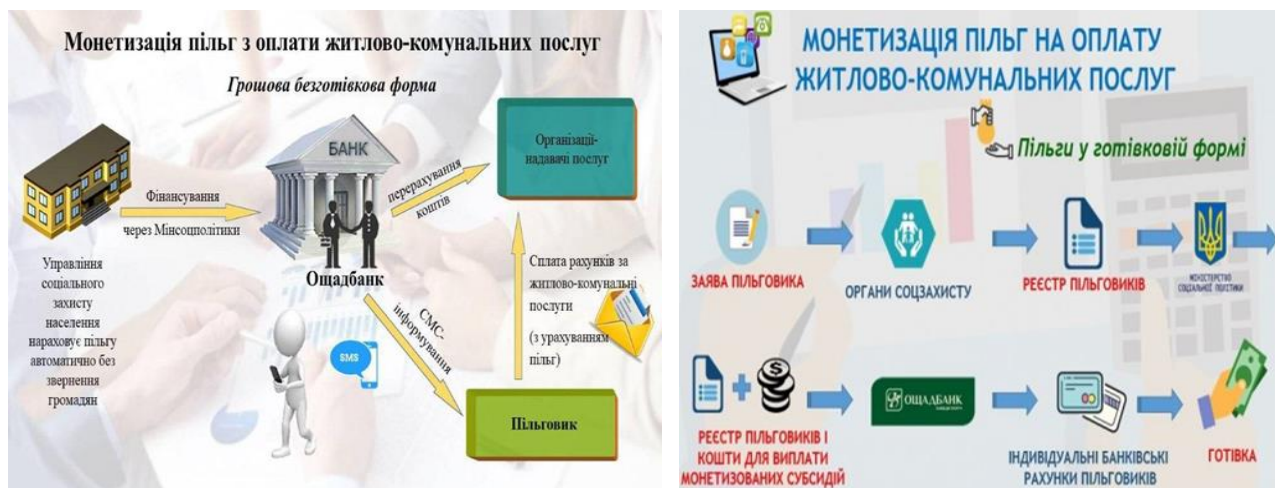 Монетизація пільг з оплати житлово-комунальних послуг
Грошова безготівкова форма
БАНК
Організації-
надавачі послуг
перерахування
коштів
Фінансування
через Мінсоцполітики
Управління
соціального
захисту
населення
нараховує пільгу
автоматично без
звернення
громадян
Ощадбанк
SMS
СМС-
інформування
Сплата рахунків за
житлово-комунальні
послуги
(з урахуванням
пільг)
Пільговик
МОНЕТИЗАЦІЯ ПІЛЬГ НА ОПЛАТУ
ЖИТЛОВО-КОМУНАЛЬНИХ ПОСЛУГ
Пільги у готівковій формі
ЗАЯВА ПІЛЬГОВИКА
ОРГАНИ СОЦЗАХИСТУ
РЕЄСТР ПІЛЬГОВИКІВ
МІНІСТЕРСТВО
СОЦІАЛЬНОЇ ПОЛІТИКИ
РЕЄСТР ПІЛЬГОВИКІВ І
КОШТИ ДЛЯ ВИПЛАТИ
МОНЕТИЗОВАНИХ СУБСИДІЙ
ОЩАДБАНК
ІНДИВІДУАЛЬНІ БАНКІВСЬКІ
РАХУНКИ ПІЛЬГОВИКІВ
ГОТІВКА